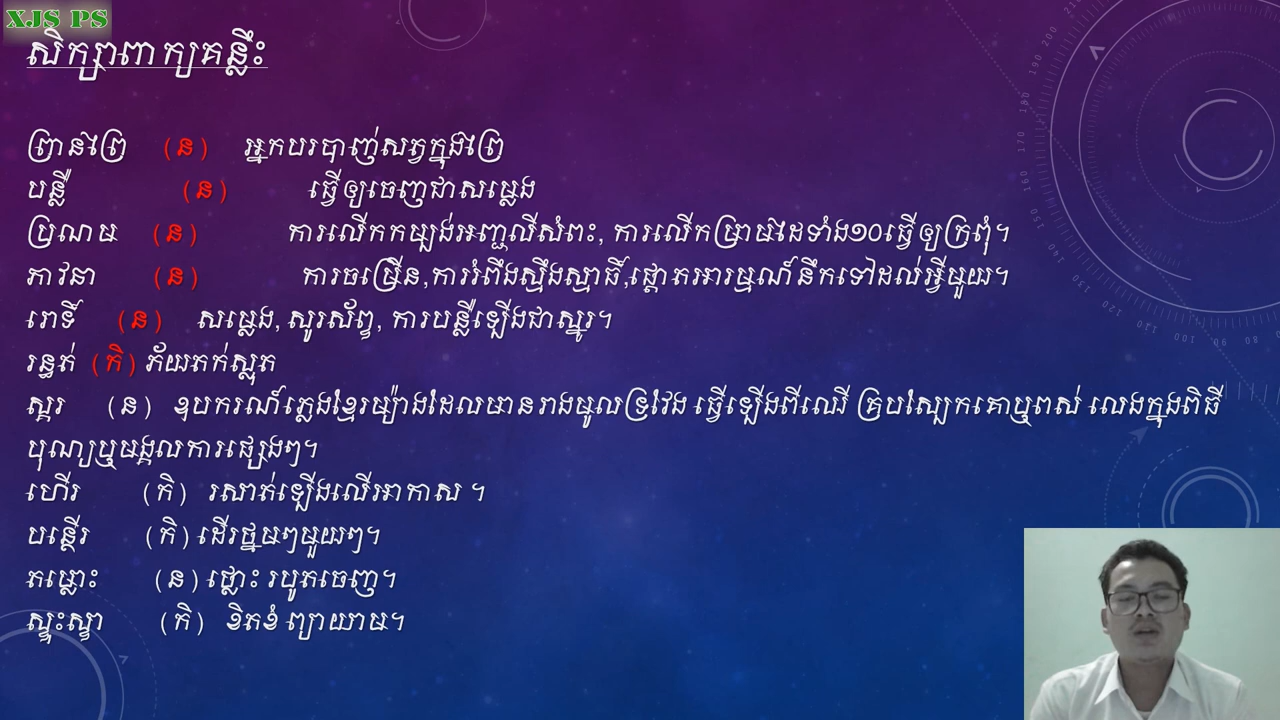 XJS PS
សិក្សាពាក្យគន្លឹះ
ព្រានព្រៃ (ន) អ្នកបរបាញ់សត្វក្នុងព្រៃ
បន្លឺ (ន) ធ្វើឲ្យចេញជាសម្លេង
ប្រណម (ន) ការលើកកម្បង់អញ្ជលីសំពះ, ការលើកម្រាមដៃទាំង១០ធ្វើឲ្យក្រពុំ។
ភាវនា (ន) ការចម្រើន,ការរំពឹងស្មឹងស្មាធិ៍,ផ្តោតអារម្មណ៍នឹកទៅដល់អ្វីមួយ។
រោទិ៍ (ន) សម្លេង, សូរស័ព្ទ, ការបន្លឺឡើងជាស្នូរ។
រន្ធត់ (កិ) ភ័យតក់ស្លុត
ស្គរ (ន) ឧបករណ៍ភ្លេងខ្មែរម្យ៉ាងដែលមានរាងមូលទ្រវែង ធ្វើឡើងពីឈើ គ្របស្បែកគោឬពស់ លេងក្នុងពិធី
បុណ្យឬមង្គលការផ្សេងៗ។
ហើរ (កិ) រសាត់ឡើងលើអាកាស ។
បន្ថើរ (កិ) ដើរផ្នមៗមួយៗ។
តម្លោះ (ន) ផ្លោះ របូតចេញ។
ស្ទុះស្ទា (កិ) ខិតខំ ព្យាយាម។